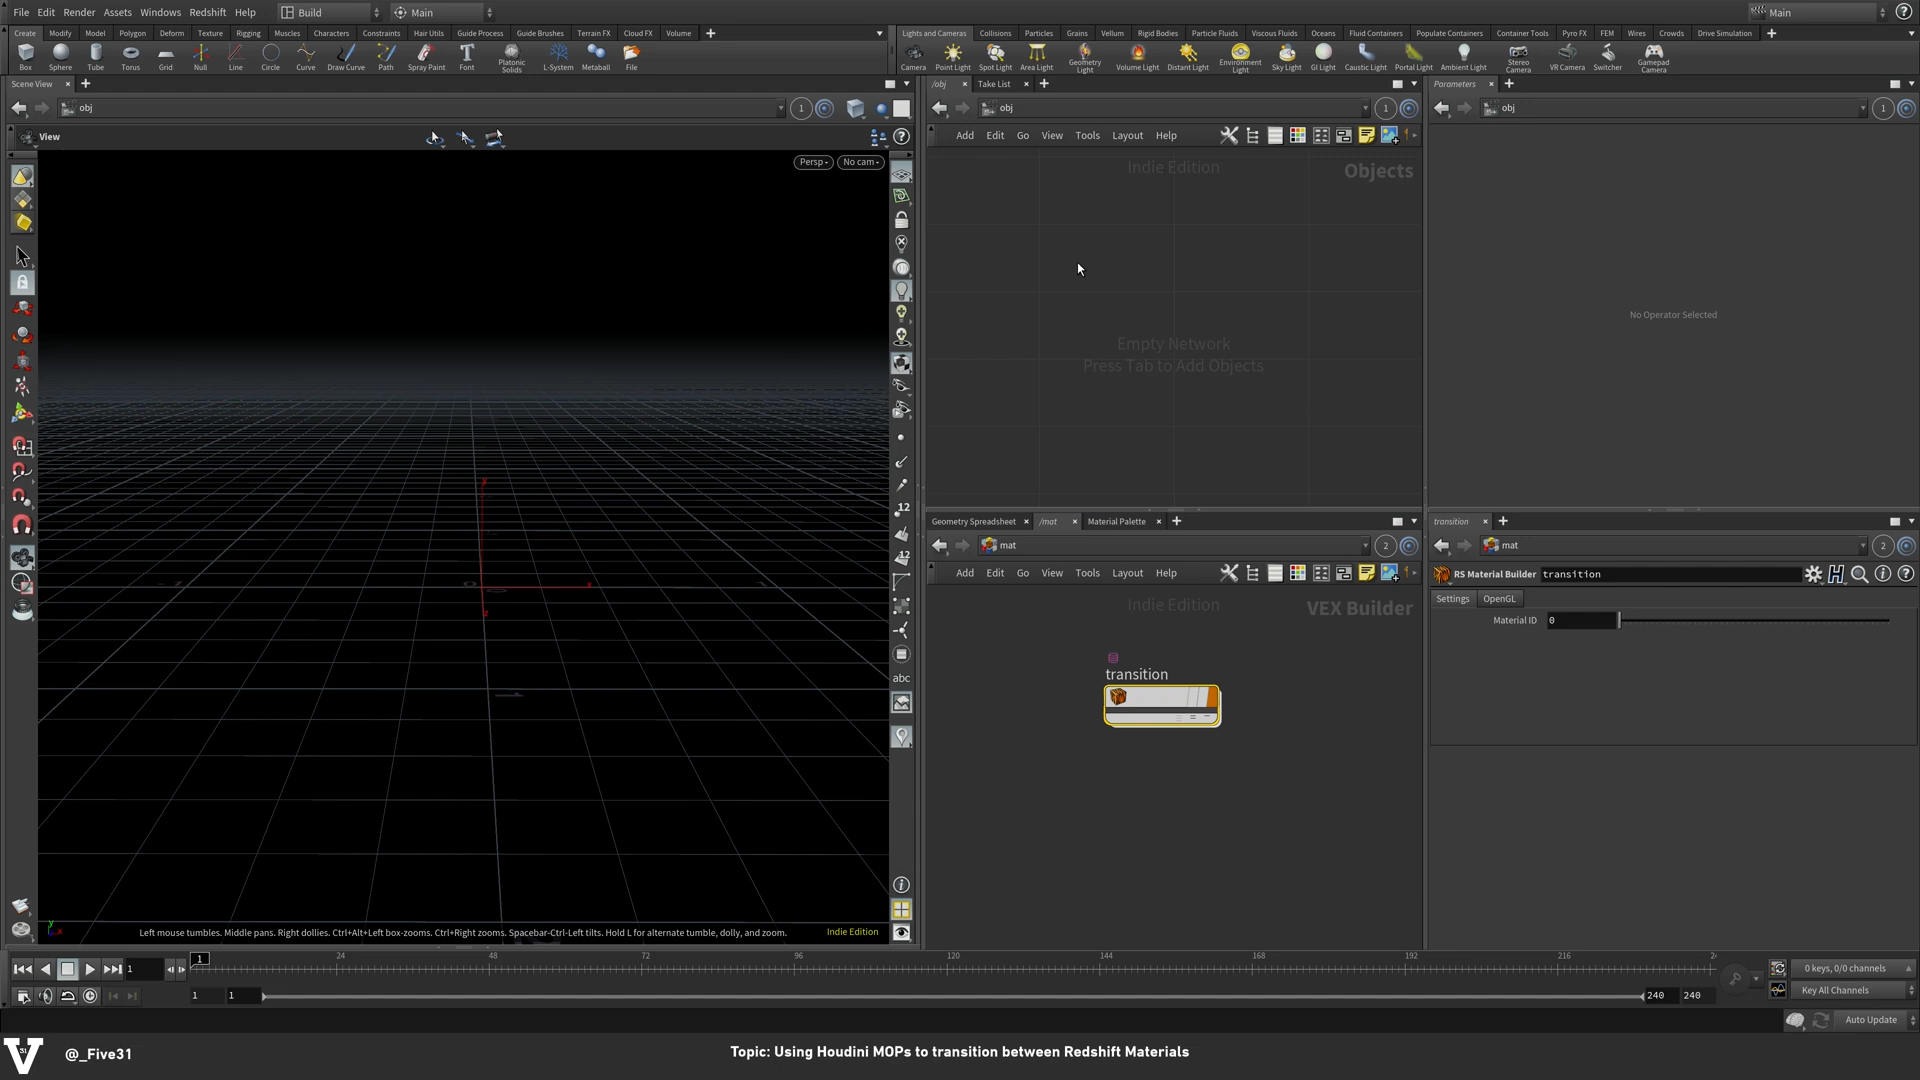 File Edit Render Assets Windows Redshift Help Build Main Main
Create Modify Model Polygon Deform Texture Rigging Muscles Characters Constraints Hair Utils Guide Process Guide Brushes Terrain FX Cloud FX Volume
Box Sphere Tube Torus Grid Null Line Circle Curve Path Draw Curve Spray Paint Font Platonic Solids L-System Metaball File
Lights and Cameras Collisions Particles Grains Vellum Rigid Bodies Particle Fluids Viscous Fluids Oceans Fluid Containers Populate Containers Container Tools Pyro FX FEM Wires Crowds Drive Simulation
Camera Point Light Spot Light Area Light Geometry Light Volume Light Distant Light Environment Light Sky Light GI Light Caustic Light Portal Light Ambient Light Stereo Camera VR Camera Switcher Gamepad Camera
Scene View
obj 1
View
Persp No cam
12
12
abc
Left mouse tumbles. Middle pans. Right dollies. Ctrl+Alt+Left box-zooms. Ctrl+Right zooms. Spacebar-Ctrl-Left tilts. Hold L for alternate tumble, dolly, and zoom. Indie Edition
/obj Take List
obj 1
Add Edit Go View Tools Layout Help
Indie Edition Objects
Empty Network
Press Tab to Add Objects
Parameters
obj 1
No Operator Selected
Geometry Spreadsheet /mat Material Palette
mat 2
Add Edit Go View Tools Layout Help
Indie Edition VEX Builder
transition
transition
mat 2
RS Material Builder transition
Settings OpenGL
Material ID 0
1 1 24 48 72 96 120 144 168 192 216
0 keys, 0/0 channels
1 1 240 240 Key All Channels
Auto Update
V 31 @_Five31 Topic: Using Houdini MOPs to transition between Redshift Materials